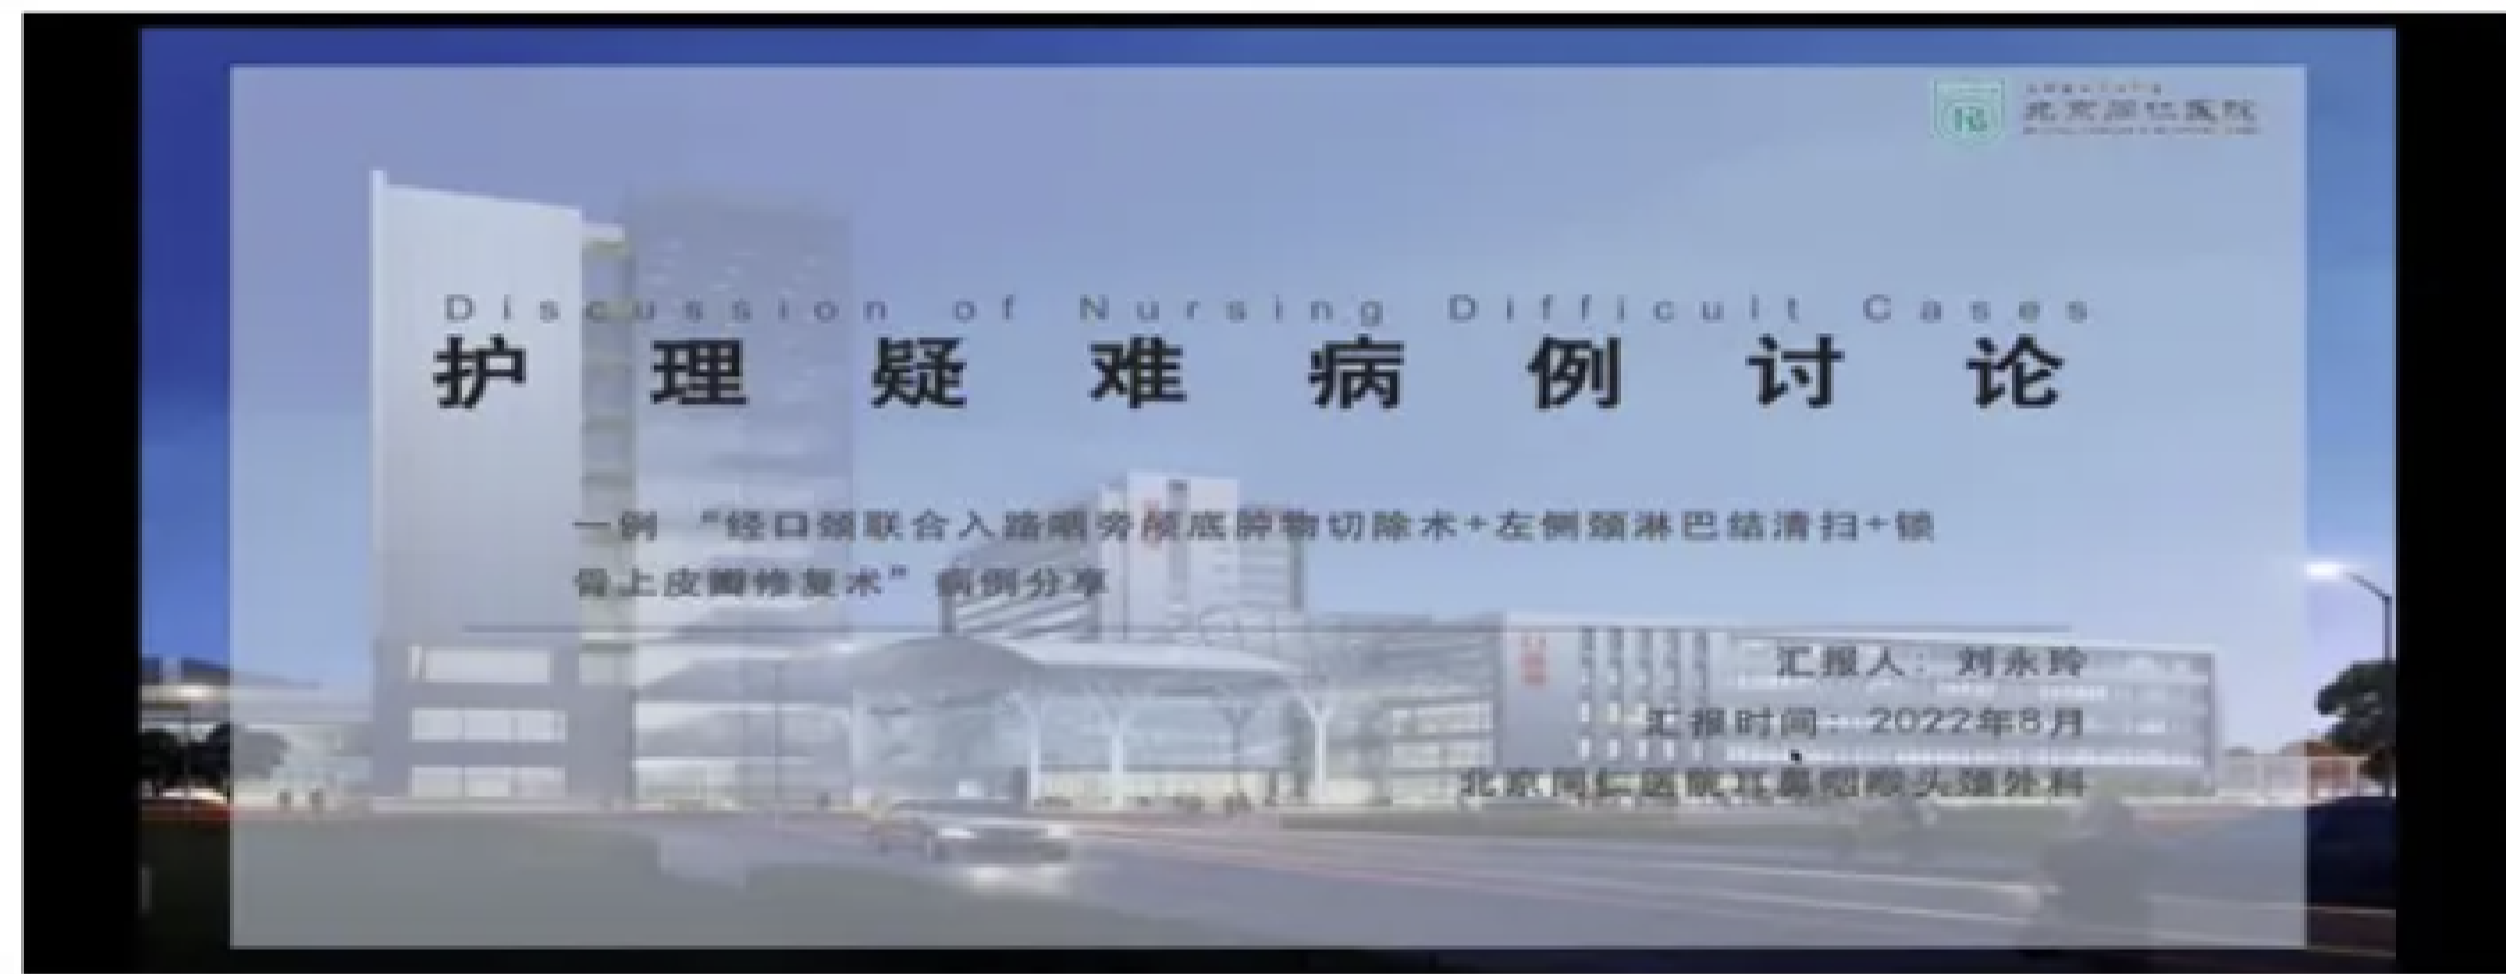 北京同仁医院
Discussion of Nursing Difficult Cases
护理疑难病例讨论
一例 “经口颈联合入路咽旁颅底肿物切除术+左侧颈淋巴结清扫+锁
骨上皮瓣修复术” 病例分享
汇报人：刘永玲
汇报时间：2022年8月
北京同仁医院耳鼻咽喉头颈外科